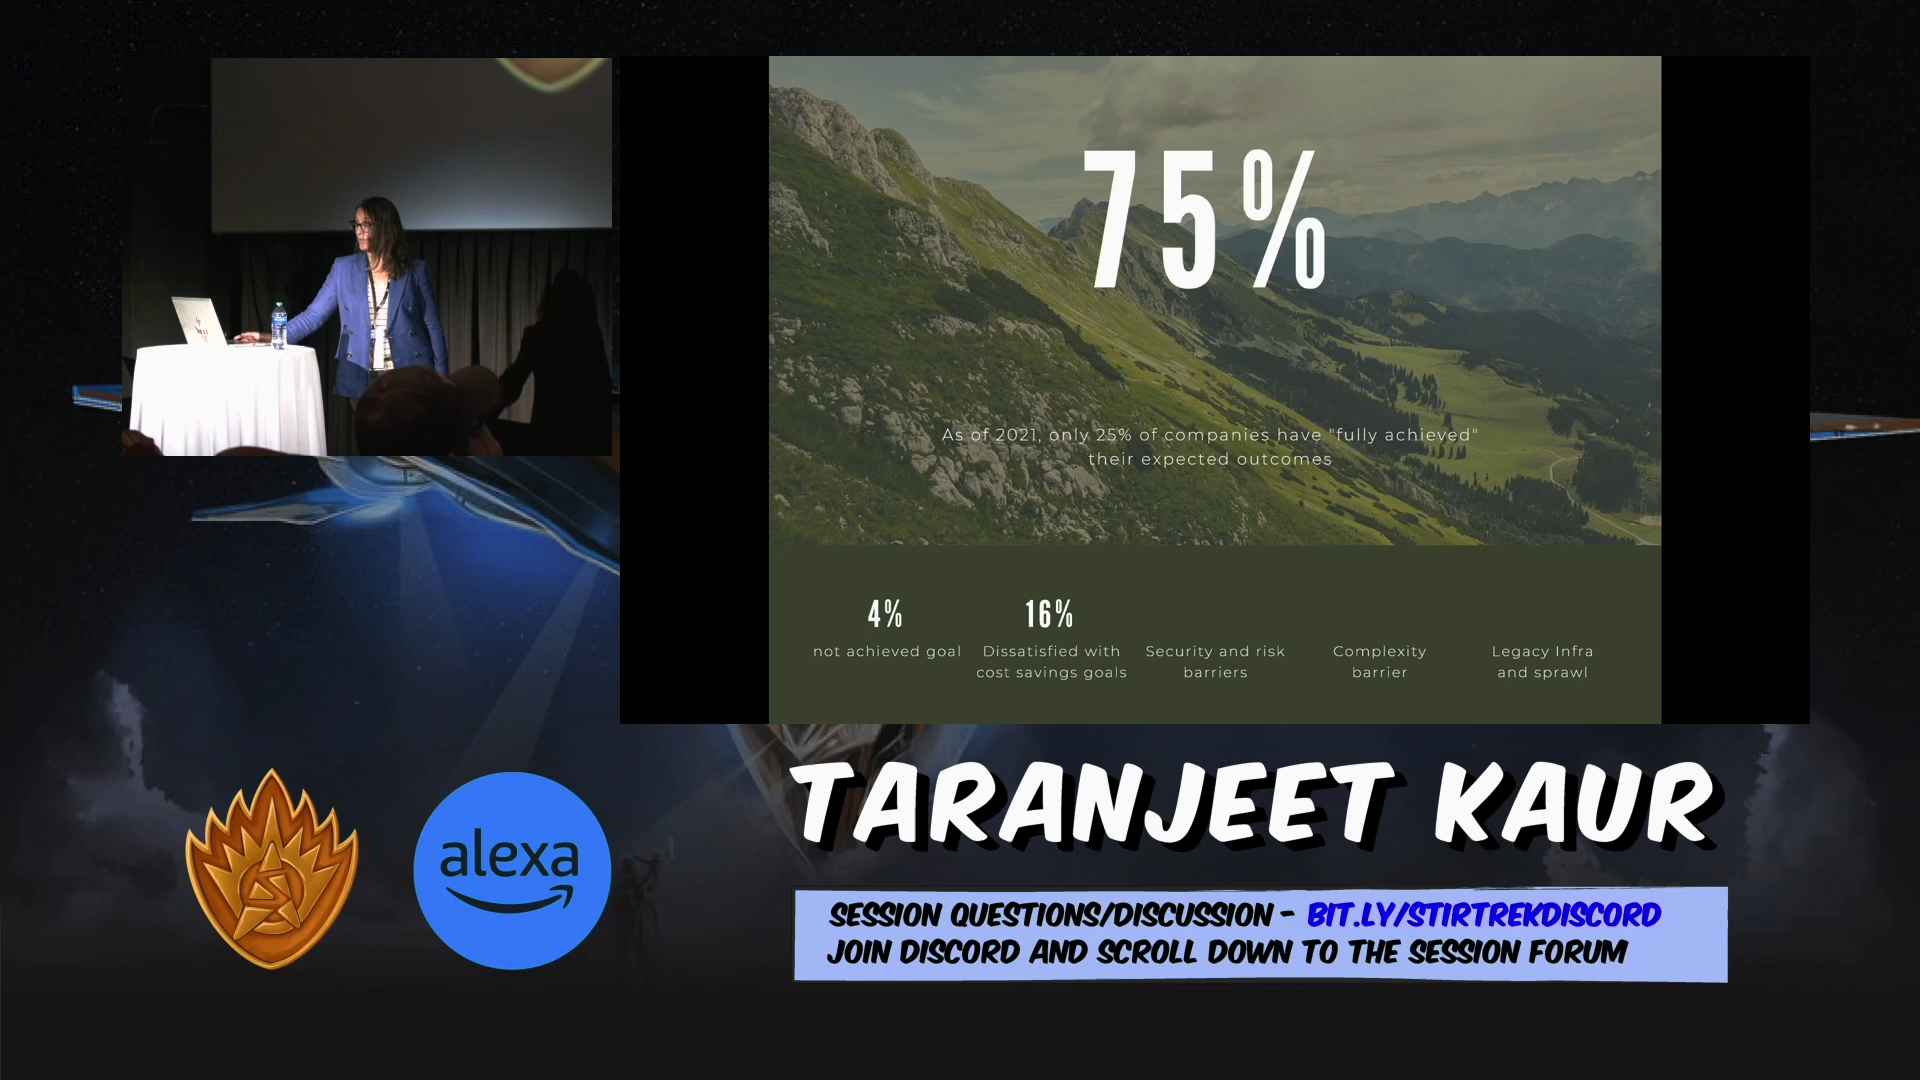 75%
As of 2021, only 25% of companies have "fully achieved"
their expected outcomes
4%
not achieved goal
16%
Dissatisfied with
cost savings goals
Security and risk
barriers
Complexity
barrier
Legacy Infra
and sprawl
alexa
TARANJEET KAUR
SESSION QUESTIONS/DISCUSSION - BIT.LY/STIRTREKDISCORD
JOIN DISCORD AND SCROLL DOWN TO THE SESSION FORUM